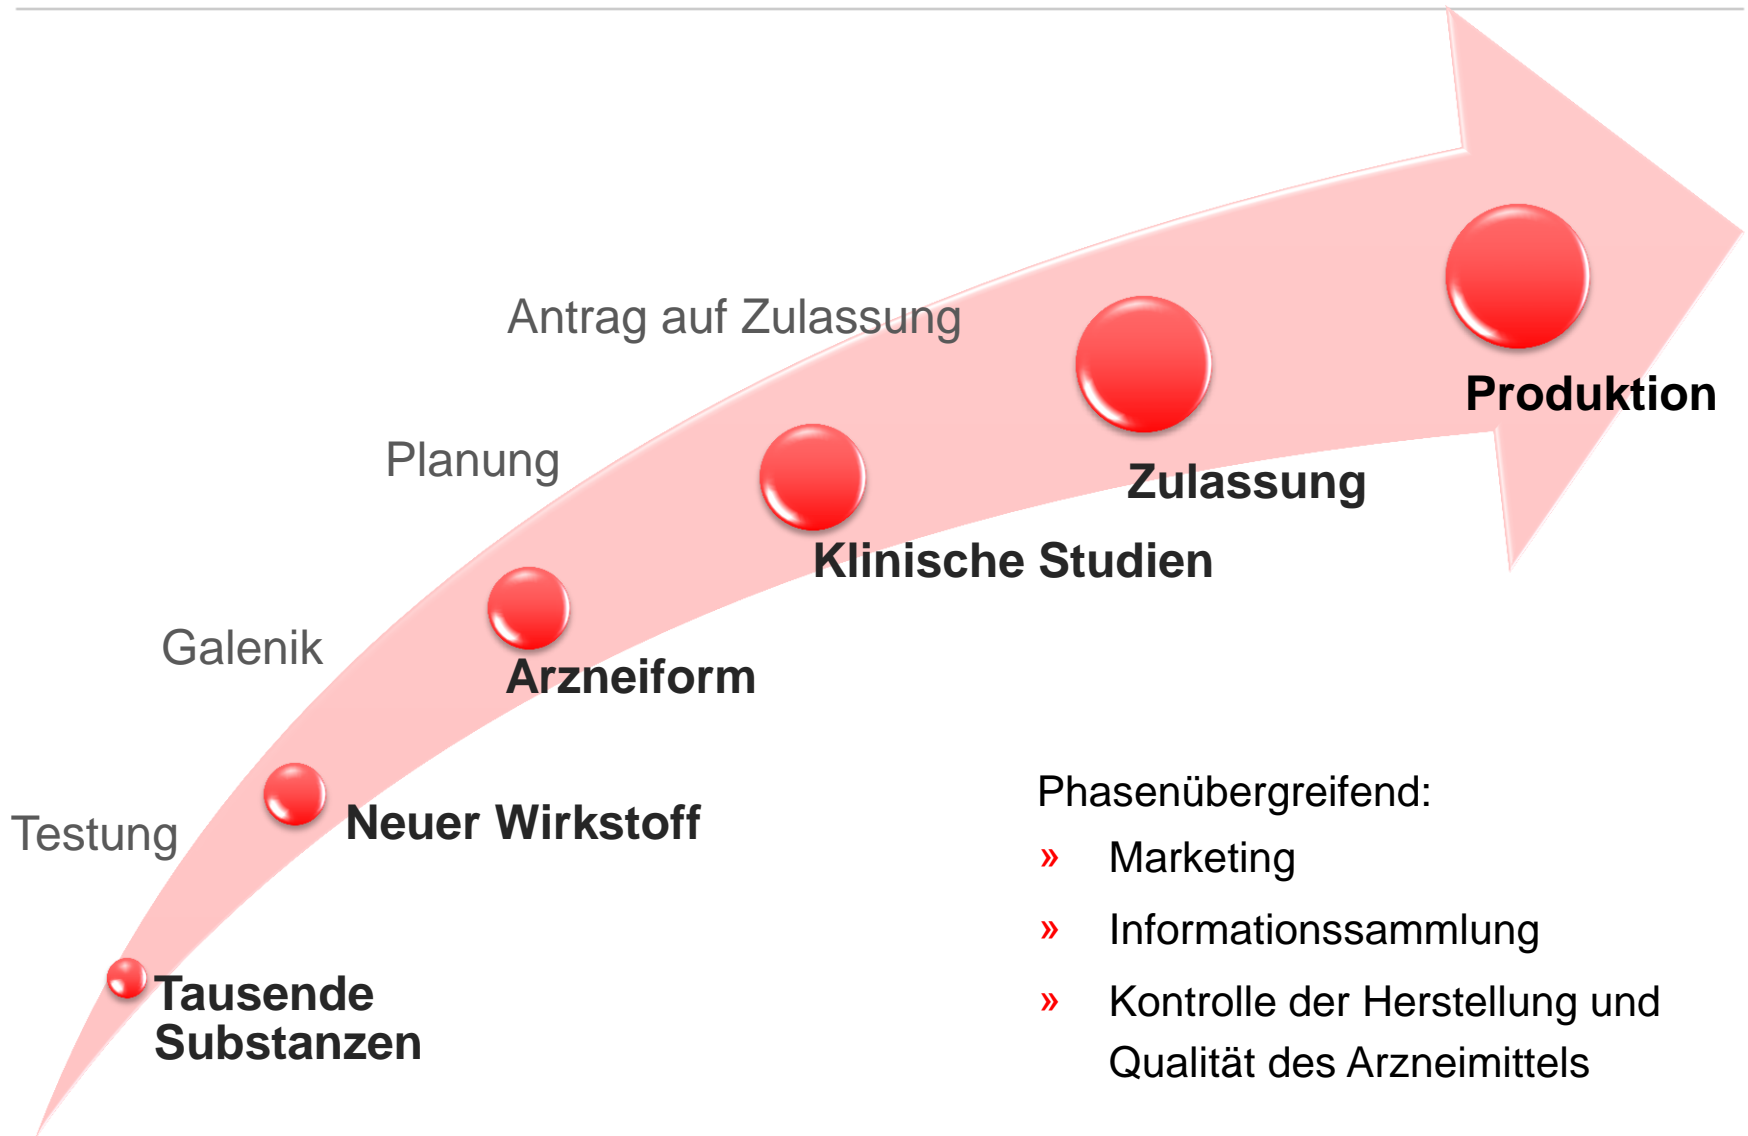 Antrag auf Zulassung
Produktion
Planung
Zulassung
Klinische Studien
Galenik
Arzneiform
Testung
Neuer Wirkstoff
Tausende
Substanzen
Phasenübergreifend:
» Marketing
» Informationssammlung
» Kontrolle der Herstellung und
Qualität des Arzneimittels